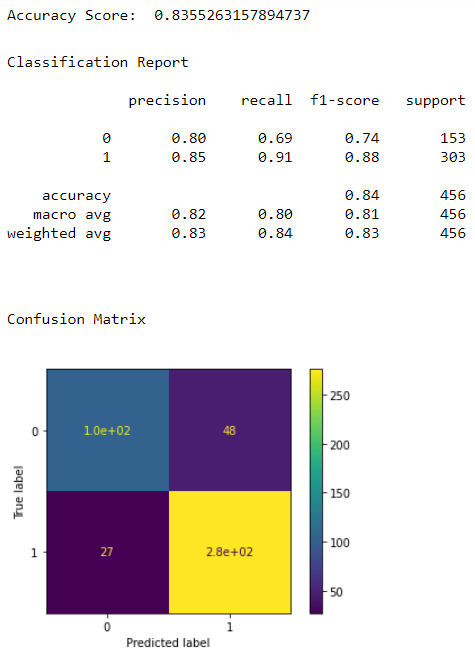 Accuracy Score:  0.8355263157894737
Classification Report
precision recall f1-score support
0 0.80 0.69 0.74 153
1 0.85 0.91 0.88 303
accuracy 0.84 456
macro avg 0.82 0.80 0.81 456
weighted avg 0.83 0.84 0.83 456
Confusion Matrix
0 1.0e+02 48
1 27 2.8e+02
True label
0 1
Predicted label
250
200
150
100
50